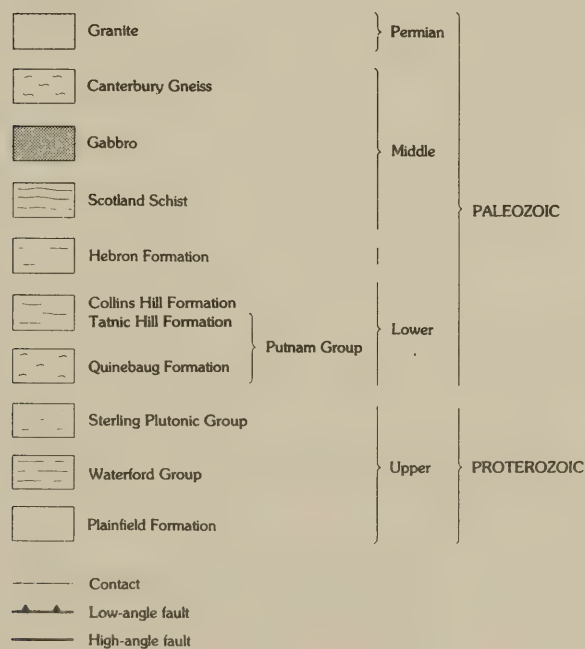 Granite
Permian
Canterbury Gneiss
Gabbro
Middle
Scotland Schist
PALEOZOIC
Hebron Formation
Collins Hill Formation
Tatnic Hill Formation
Putnam Group
Lower
Quinebaug Formation
Sterling Plutonic Group
Waterford Group
Upper
PROTEROZOIC
Plainfield Formation
Contact
Low-angle fault
High-angle fault